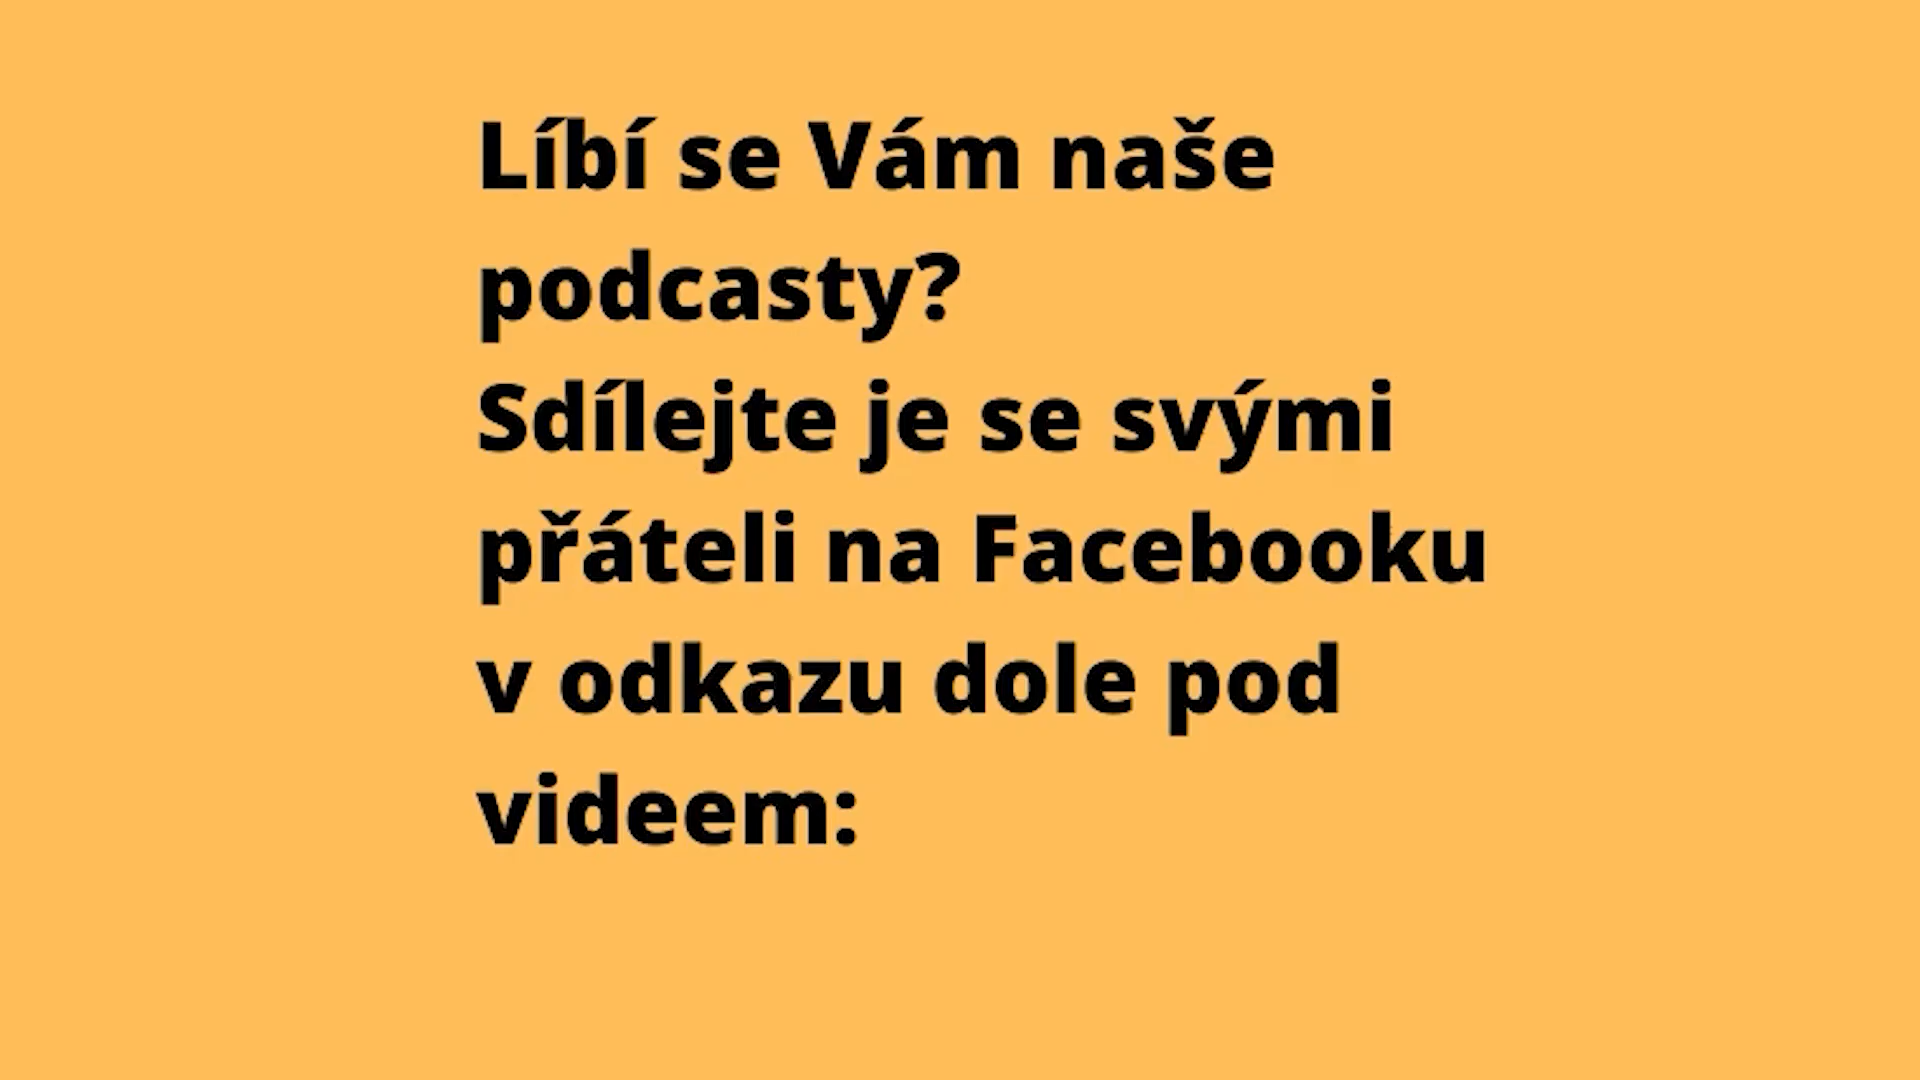 Líbí se Vám naše
podcasty?
Sdílejte je se svými
přáteli na Facebooku
v odkazu dole pod
videem: